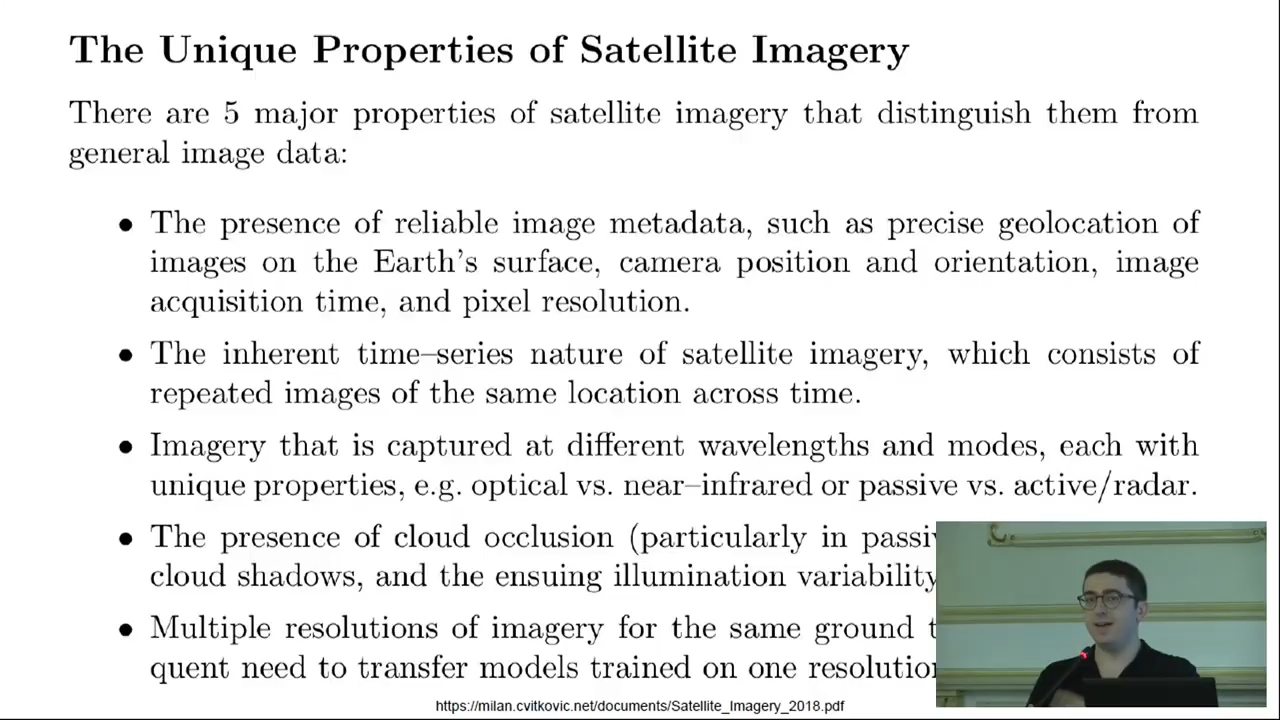 The Unique Properties of Satellite Imagery
There are 5 major properties of satellite imagery that distinguish them from
general image data:
• The presence of reliable image metadata, such as precise geolocation of
images on the Earth's surface, camera position and orientation, image
acquisition time, and pixel resolution.
• The inherent time–series nature of satellite imagery, which consists of
repeated images of the same location across time.
• Imagery that is captured at different wavelengths and modes, each with
unique properties, e.g. optical vs. near–infrared or passive vs. active/radar.
• The presence of cloud occlusion (particularly in
cloud shadows, and the ensuing illumination variability
• Multiple resolutions of imagery for the same ground
quent need to transfer models trained on one
https://milan.cvitkovic.net/documents/Satellite_Imagery_2018.pdf